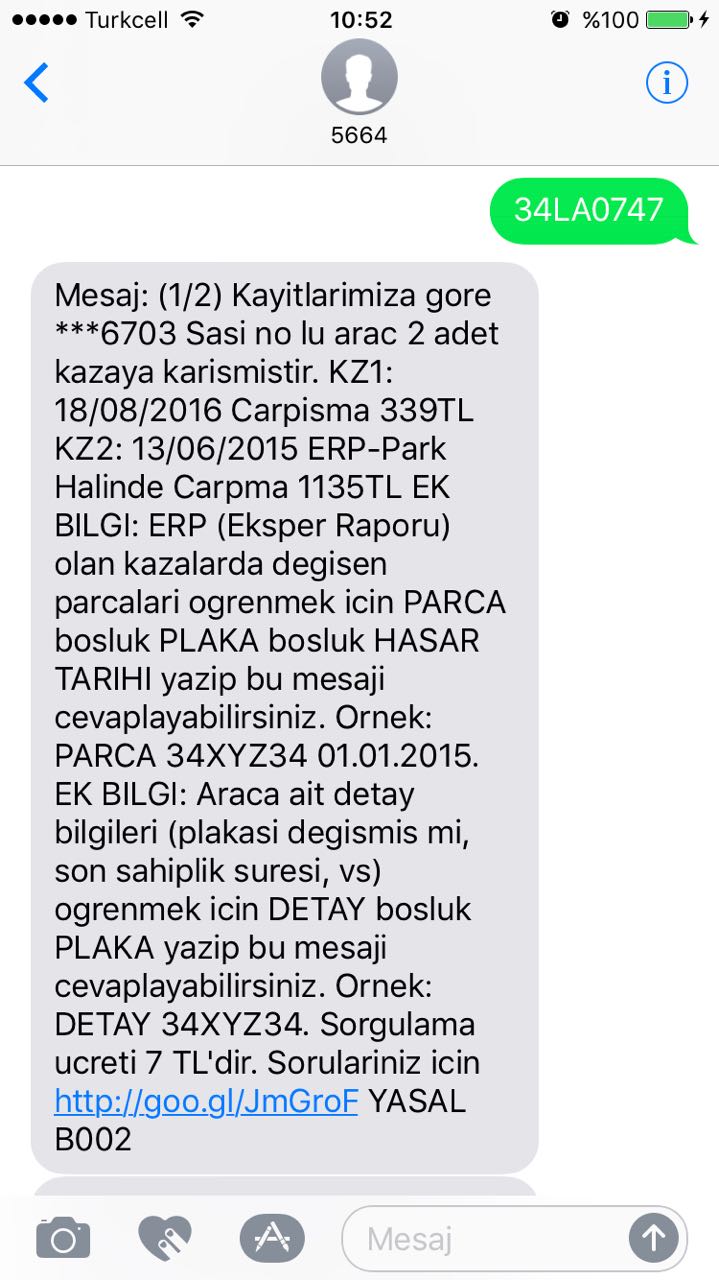 Turkcell 10:52 %100
5664
34LA0747
Mesaj: (1/2) Kayitlarimiza gore
***6703 Sasi no lu arac 2 adet
kazaya karismistir. KZ1:
18/08/2016 Carpisma 339TL
KZ2: 13/06/2015 ERP-Park
Halinde Carpma 1135TL EK
BILGI: ERP (Eksper Raporu)
olan kazalarda degisen
parcalari ogrenmek icin PARCA
bosluk PLAKA bosluk HASAR
TARIHI yazip bu mesaji
cevaplayabilirsiniz. Ornek:
PARCA 34XYZ34 01.01.2015.
EK BILGI: Araca ait detay
bilgileri (plakasi degismis mi,
son sahiplik suresi, vs)
ogrenmek icin DETAY bosluk
PLAKA yazip bu mesaji
cevaplayabilirsiniz. Ornek:
DETAY 34XYZ34. Sorgulama
ucreti 7 TL'dir. Sorulariniz icin
http://goo.gl/JmGroF YASAL
B002
Mesaj